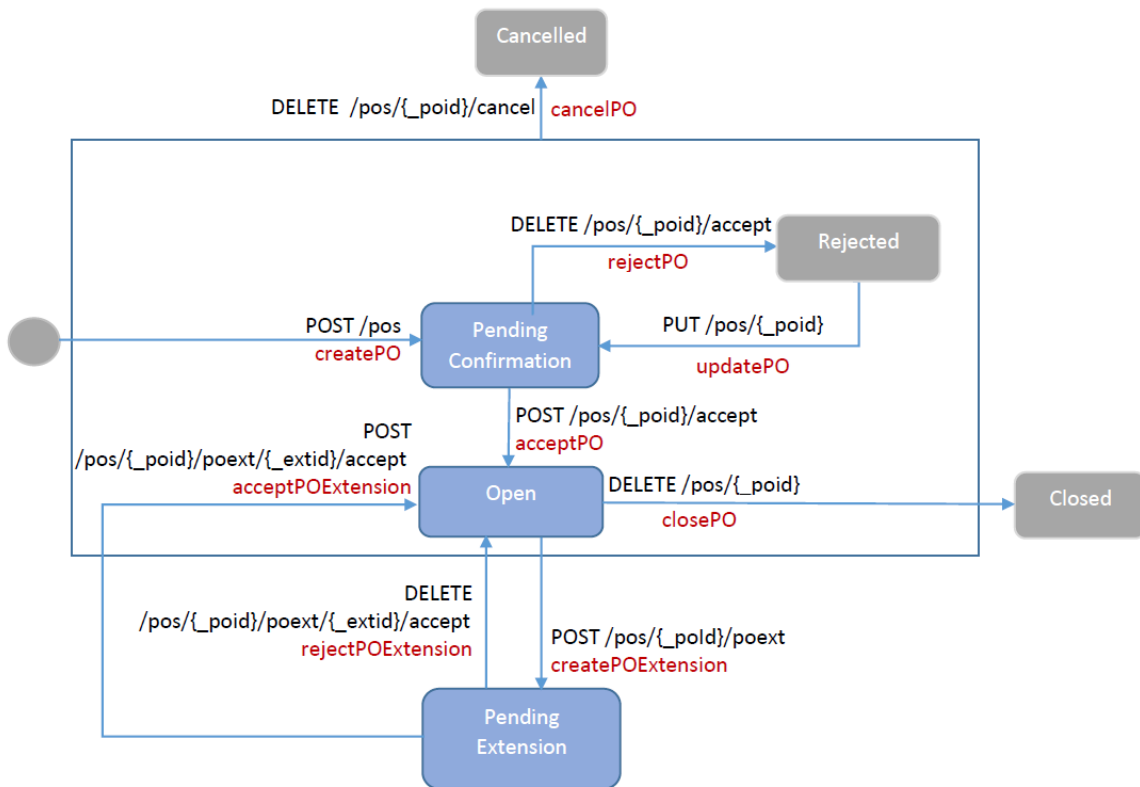 Cancelled
DELETE /pos/{_poid}/cancel
cancelPO
DELETE /pos/{_poid}/accept
rejectPO
Rejected
POST /pos
createPO
Pending
Confirmation
PUT /pos/{_poid}
updatePO
POST /pos/{_poid}/accept
acceptPO
POST
/pos/{_poid}/poext/{_extid}/accept
acceptPOExtension
Open
DELETE /pos/{_poid}
closePO
Closed
DELETE
/pos/{_poid}/poext/{_extid}/accept
rejectPOExtension
POST /pos/{_poId}/poext
createPOExtension
Pending
Extension